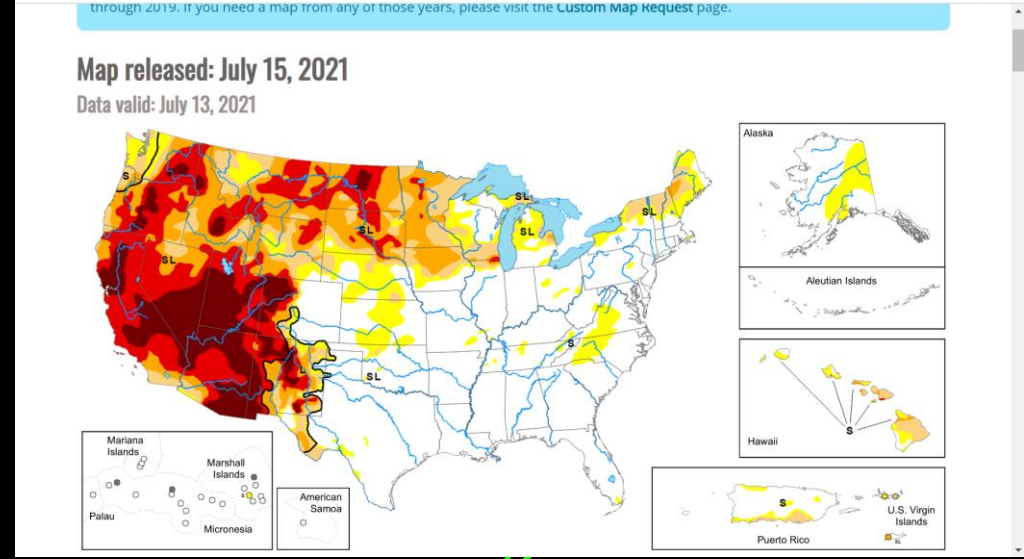 through 2019. If you need a map from any of those years, please visit the Custom Map Request page.
Map released: July 15, 2021
Data valid: July 13, 2021
Alaska
S
SL
SL
SL
SL
SL
Aleutian Islands
S
L
SL
Hawaii
S
Mariana
Islands
Marshall
Islands
S
Palau
Micronesia
American
Samoa
S
Puerto Rico
U.S. Virgin
Islands
SL